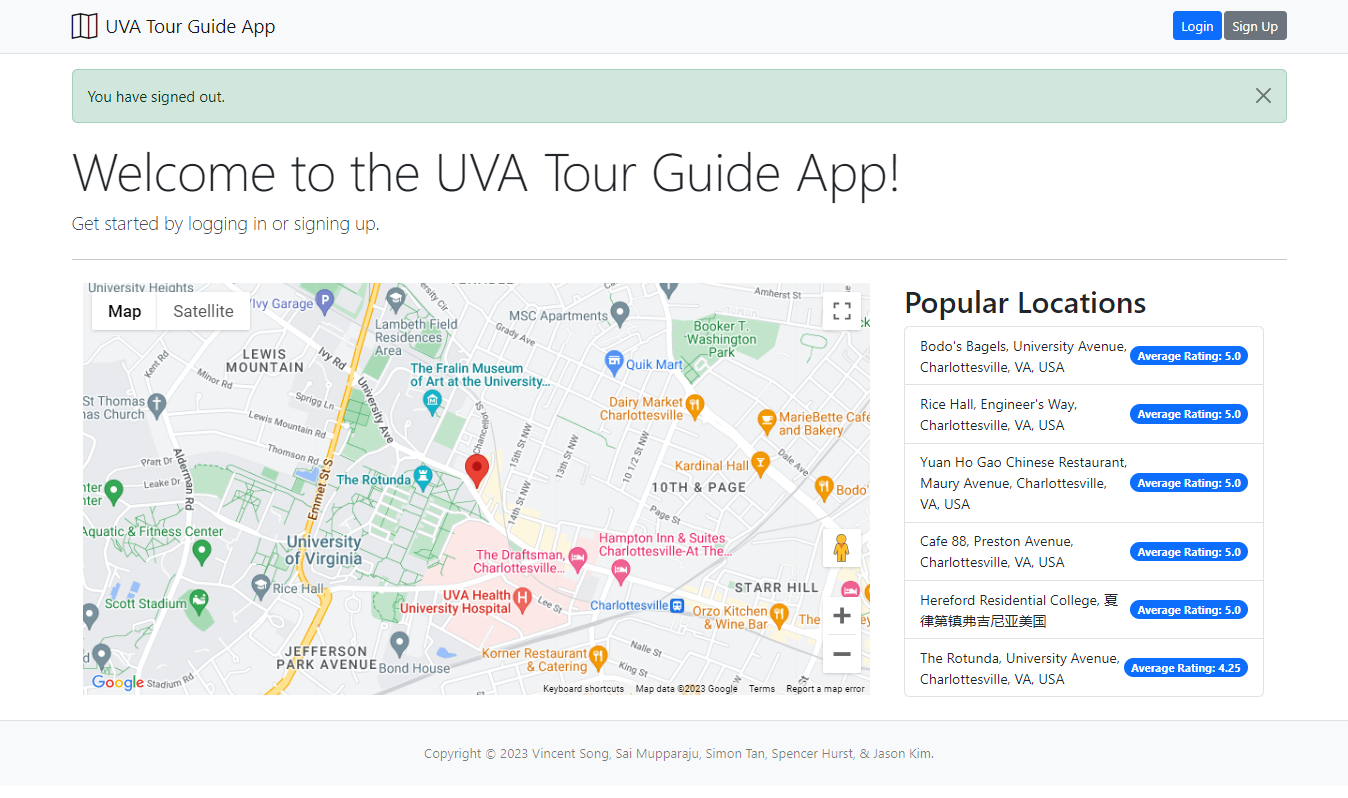 UVA Tour Guide App
Login
Sign Up
You have signed out.
Welcome to the UVA Tour Guide App!
Get started by logging in or signing up.
Map
Satellite
University Heights
Ivy Garage
Lambeth Field
Residences
Area
MSC Apartments
Grady Ave
Amherst St
Booker T.
Washington
Park
LEWIS
MOUNTAIN
Ivy Rd
Kent Rd
Minor Rd
Sprigg Ln
University Ave
The Fralin Museum
of Art at the University...
Quik Mart
St Thomas
nas Church
Lewis Mountain Rd
Dairy Market
Charlottesville
MarieBette Café
and Bakery
Chancellor St
15th St NW
13th St NW
10 1/2 St NW
Thomson Rd
Pratt Dr
Leake Dr
Alderman Rd
Emmet St S
The Rotunda
Kardinal Hall
Dale Ave
10TH & PAGE
Bodo'
nter
nter
14th St NW
Page St
Aquatic & Fitness Center
University
of Virginia
Hampton Inn & Suites
Charlottesville-At The...
The Draftsman,
Charlottesville...
Rice Hall
UVA Health
University Hospital
Lee St
STARR HILL
Scott Stadium
Charlottesville
Orzo Kitchen
& Wine Bar
The
ey
JEFFERSON
PARK AVENUE
Bond House
Korner Restaurant
& Catering
King St
Google
Stadium Rd
Keyboard shortcuts
Map data ©2023 Google
Terms
Report a map error
Popular Locations
Bodo's Bagels, University Avenue,
Charlottesville, VA, USA
Average Rating: 5.0
Rice Hall, Engineer's Way,
Charlottesville, VA, USA
Average Rating: 5.0
Yuan Ho Gao Chinese Restaurant,
Maury Avenue, Charlottesville,
VA, USA
Average Rating: 5.0
Cafe 88, Preston Avenue,
Charlottesville, VA, USA
Average Rating: 5.0
Hereford Residential College, 夏
律第镇弗吉尼亚美国
Average Rating: 5.0
The Rotunda, University Avenue,
Charlottesville, VA, USA
Average Rating: 4.25
Copyright © 2023 Vincent Song, Sai Mupparaju, Simon Tan, Spencer Hurst, & Jason Kim.